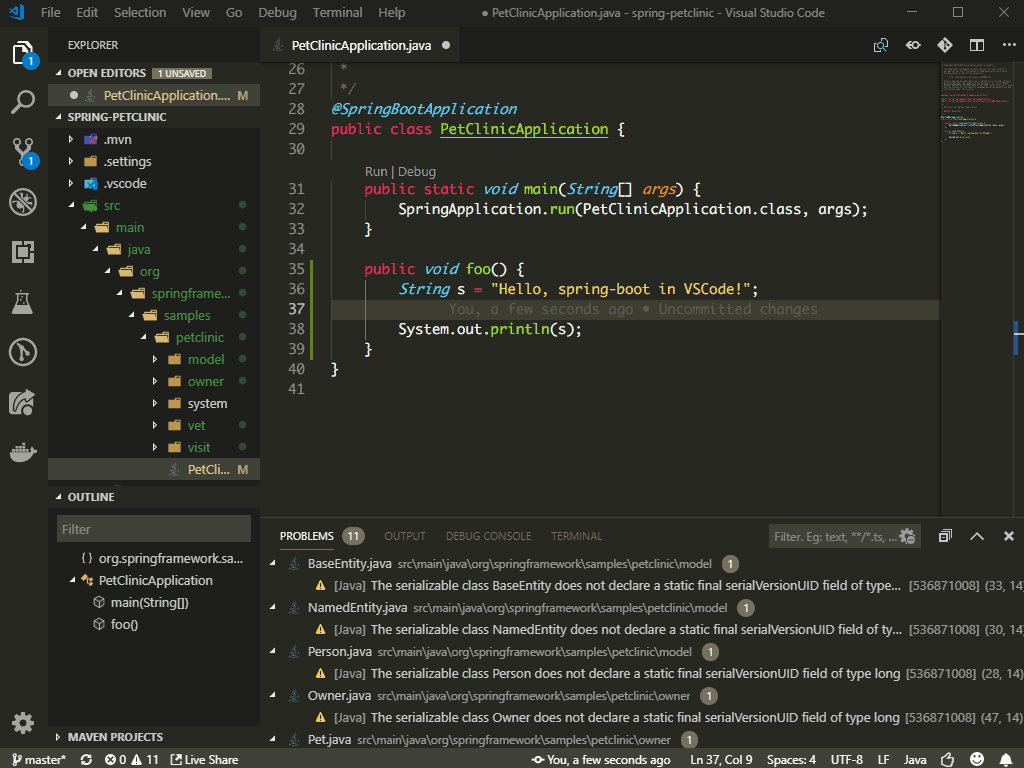 File Edit Selection View Go Debug Terminal Help ● PetClinicApplication.java - spring-petclinic - Visual Studio Code
EXPLORER
OPEN EDITORS 1 UNSAVED
● PetClinicApplication.... M
SPRING-PETCLINIC
.mvn
.settings
.vscode
src
main
java
org
springframe...
samples
petclinic
model
owner
system
vet
visit
PetCli... M
OUTLINE
Filter
{ } org.springframework.sa...
PetClinicApplication
main(String[])
foo()
MAVEN PROJECTS
1
1
PetClinicApplication.java ●
26 *
27 */
28 @SpringBootApplication
29 public class PetClinicApplication {
30
Run | Debug
31 public static void main(String[] args) {
32 SpringApplication.run(PetClinicApplication.class, args);
33 }
34
35 public void foo() {
36 String s = "Hello, spring-boot in VSCode!";
37 You, a few seconds ago • Uncommitted changes
38 System.out.println(s);
39 }
40 }
41
PROBLEMS 11 OUTPUT DEBUG CONSOLE TERMINAL Filter. Eg: text, **/*.ts, ...
BaseEntity.java src\main\java\org\springframework\samples\petclinic\model 1
[Java] The serializable class BaseEntity does not declare a static final serialVersionUID field of type... [536871008] (33, 14)
NamedEntity.java src\main\java\org\springframework\samples\petclinic\model 1
[Java] The serializable class NamedEntity does not declare a static final serialVersionUID field of ty... [536871008] (30, 14)
Person.java src\main\java\org\springframework\samples\petclinic\model 1
[Java] The serializable class Person does not declare a static final serialVersionUID field of type long [536871008] (28, 14)
Owner.java src\main\java\org\springframework\samples\petclinic\owner 1
[Java] The serializable class Owner does not declare a static final serialVersionUID field of type long [536871008] (47, 14)
Pet.java src\main\java\org\springframework\samples\petclinic\owner 1
master* 0 11 Live Share You, a few seconds ago Ln 37, Col 9 Spaces: 4 UTF-8 LF Java